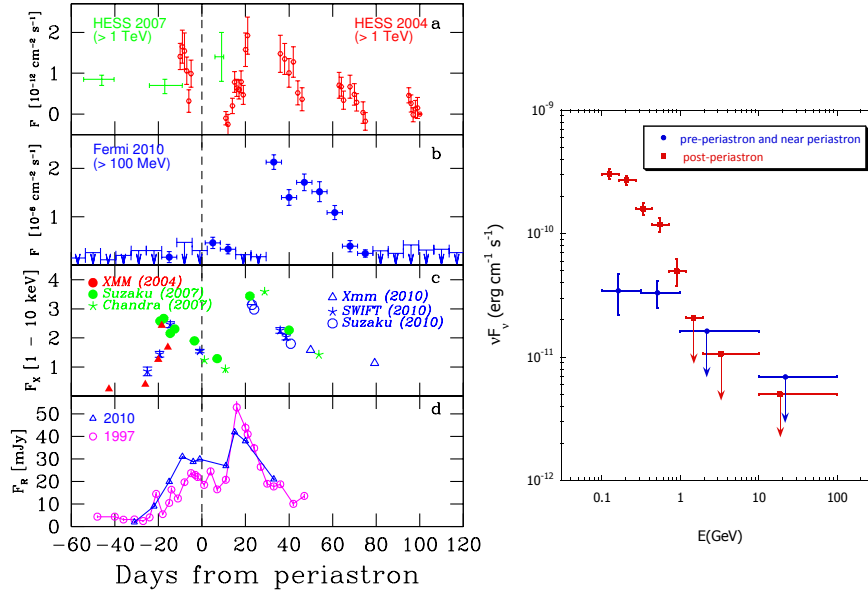 HESS 2007
(> 1 TeV)
HESS 2004
(> 1 TeV)
a
F [10⁻¹² cm⁻² s⁻¹]
2
1
0
Fermi 2010
(> 100 MeV)
b
F [10⁻⁶ cm⁻² s⁻¹]
2
1
0
XMM (2004)
Suzaku (2007)
Chandra (2007)
c
Xmm (2010)
SWIFT (2010)
Suzaku (2010)
F_X [1 - 10 keV]
4
3
2
1
2010
1997
d
F_R [mJy]
50
40
30
20
10
0
-60 -40 -20 0 20 40 60 80 100 120
Days from periastron
pre-periastron and near periastron
post-periastron
νF_ν (erg cm⁻¹ s⁻¹)
10⁻⁹
10⁻¹⁰
10⁻¹¹
10⁻¹²
0.1 1 10 100
E(GeV)